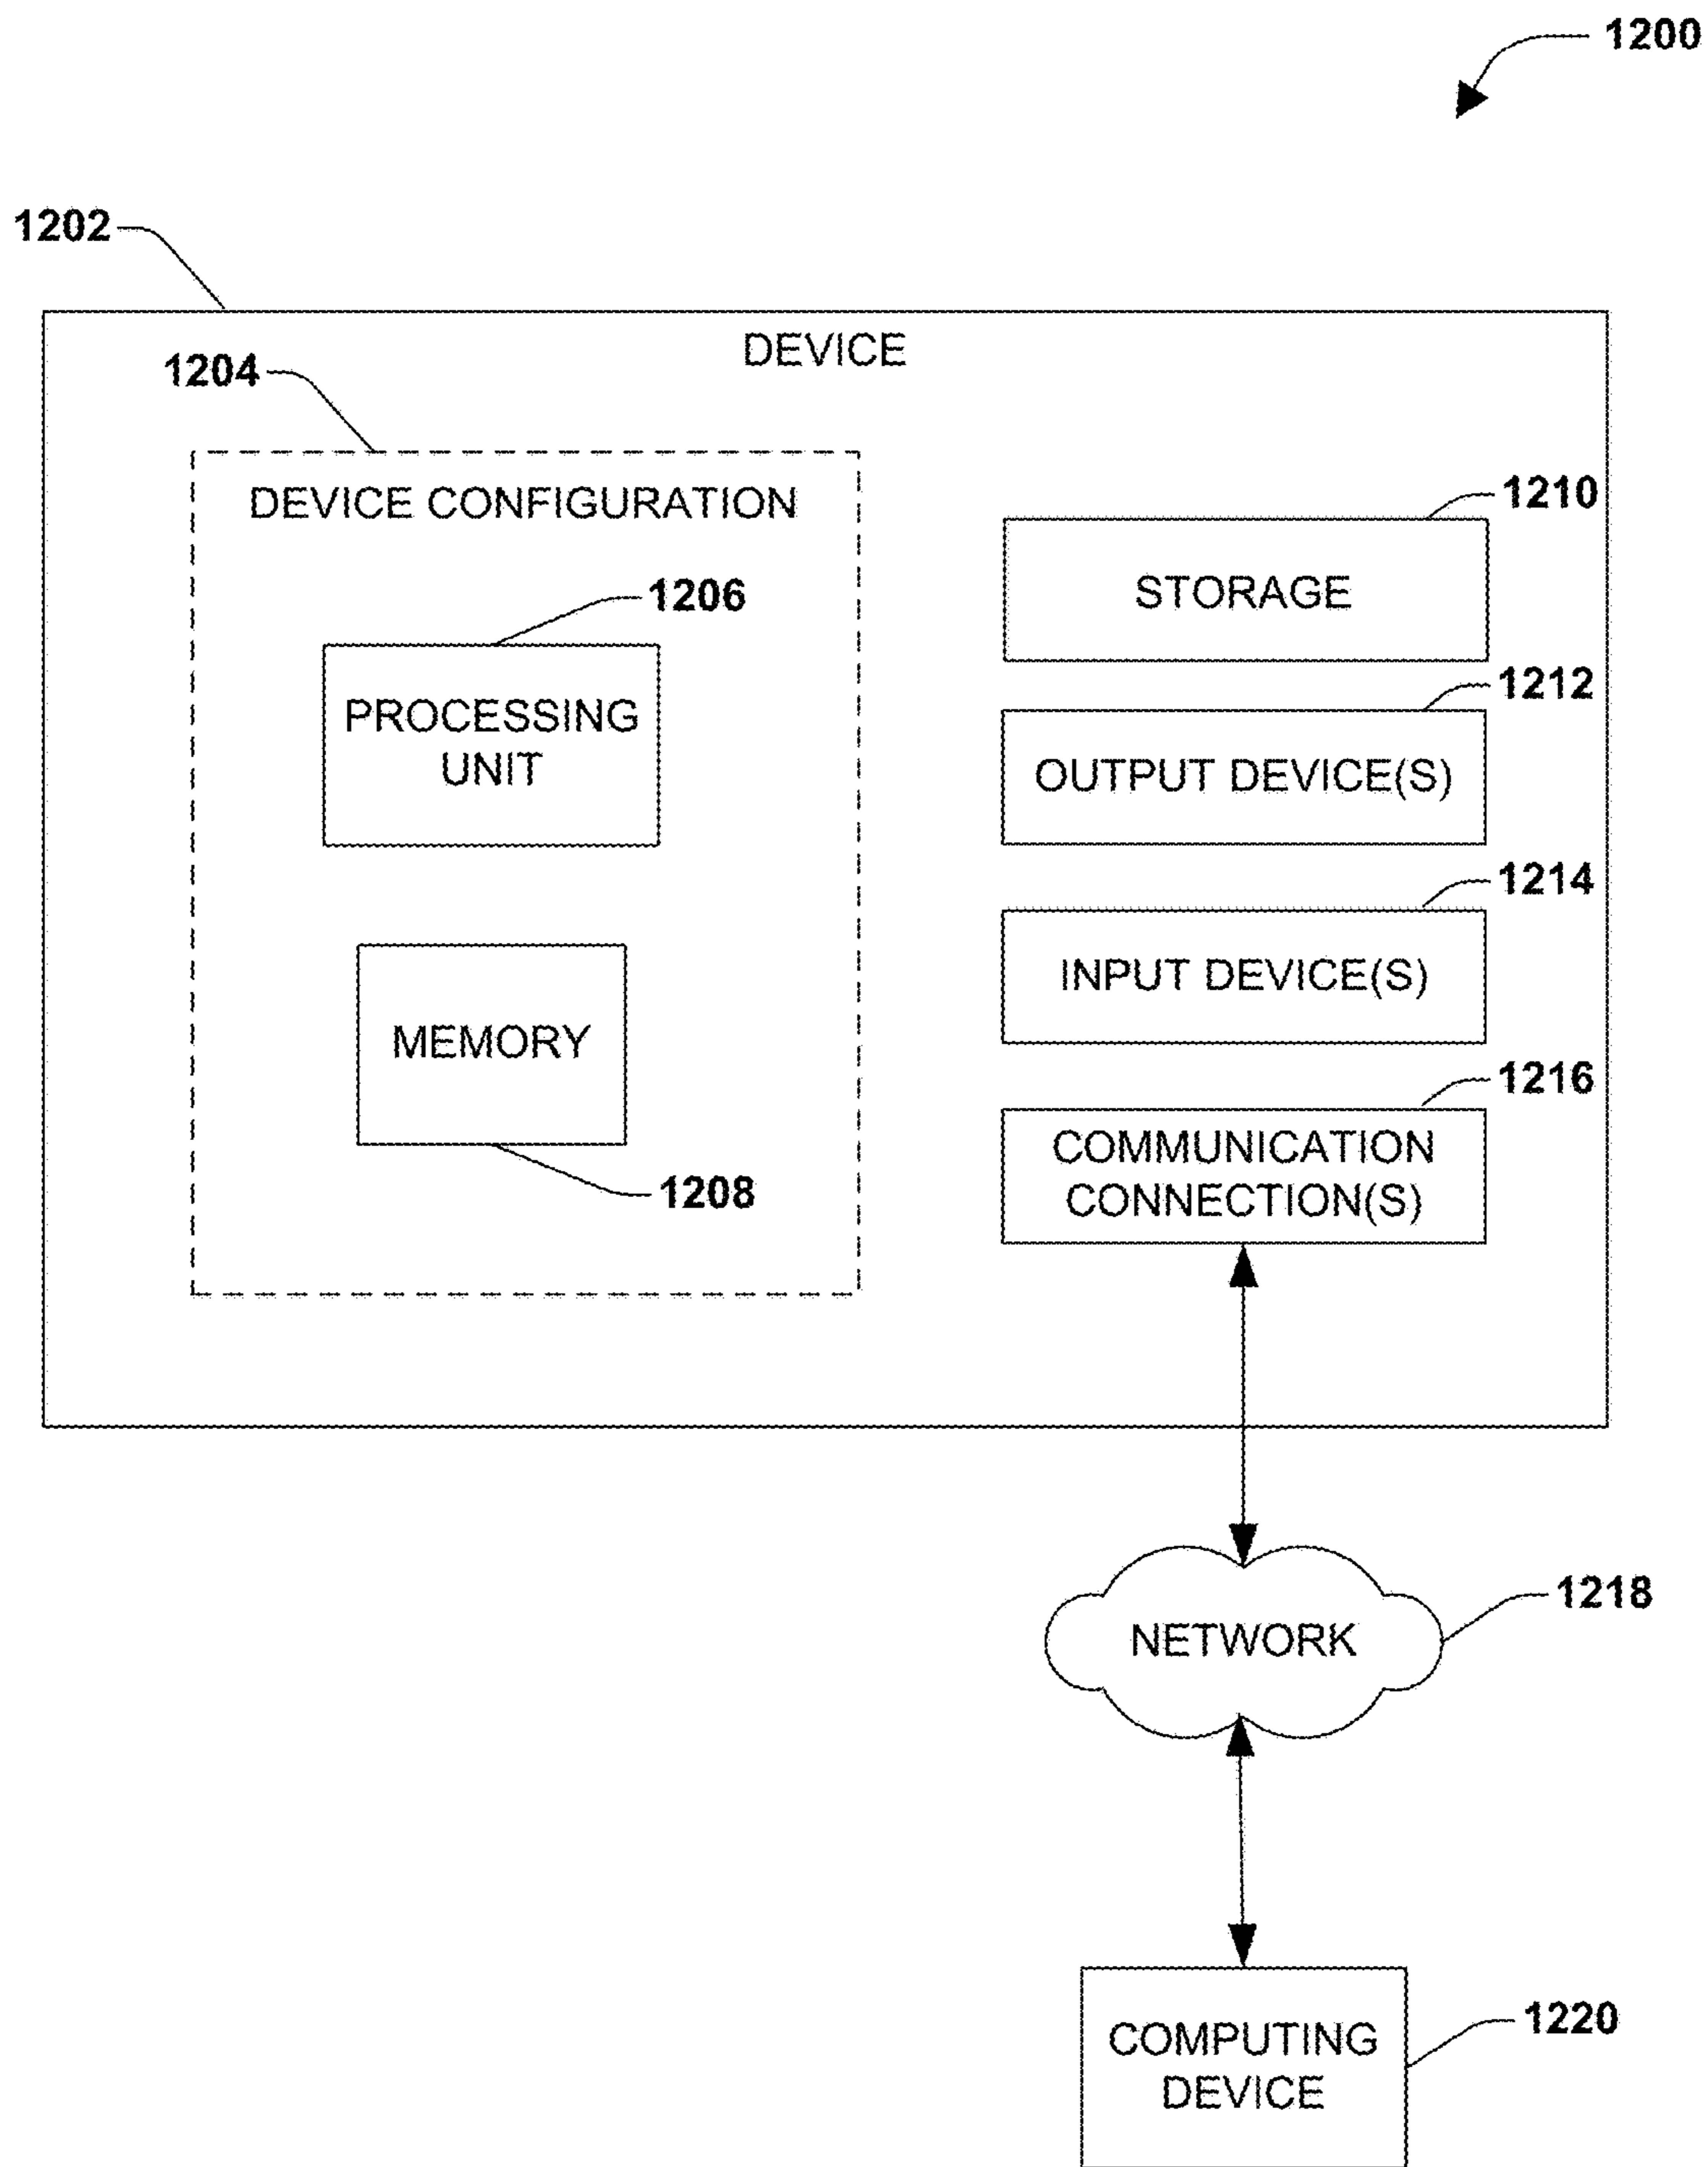 1200
1202
DEVICE
1204
DEVICE CONFIGURATION
1206
PROCESSING
UNIT
MEMORY
1208
1210
STORAGE
1212
OUTPUT DEVICE(S)
1214
INPUT DEVICE(S)
1216
COMMUNICATION
CONNECTION(S)
NETWORK
1218
COMPUTING
DEVICE
1220